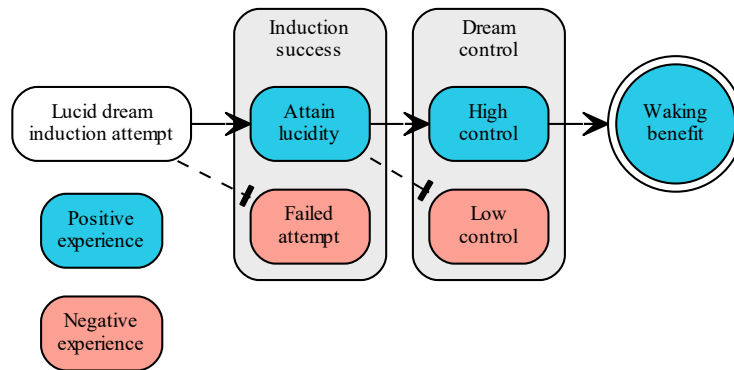 Induction
success
Dream
control
Lucid dream
induction attempt
Attain
lucidity
High
control
Waking
benefit
Failed
attempt
Low
control
Positive
experience
Negative
experience